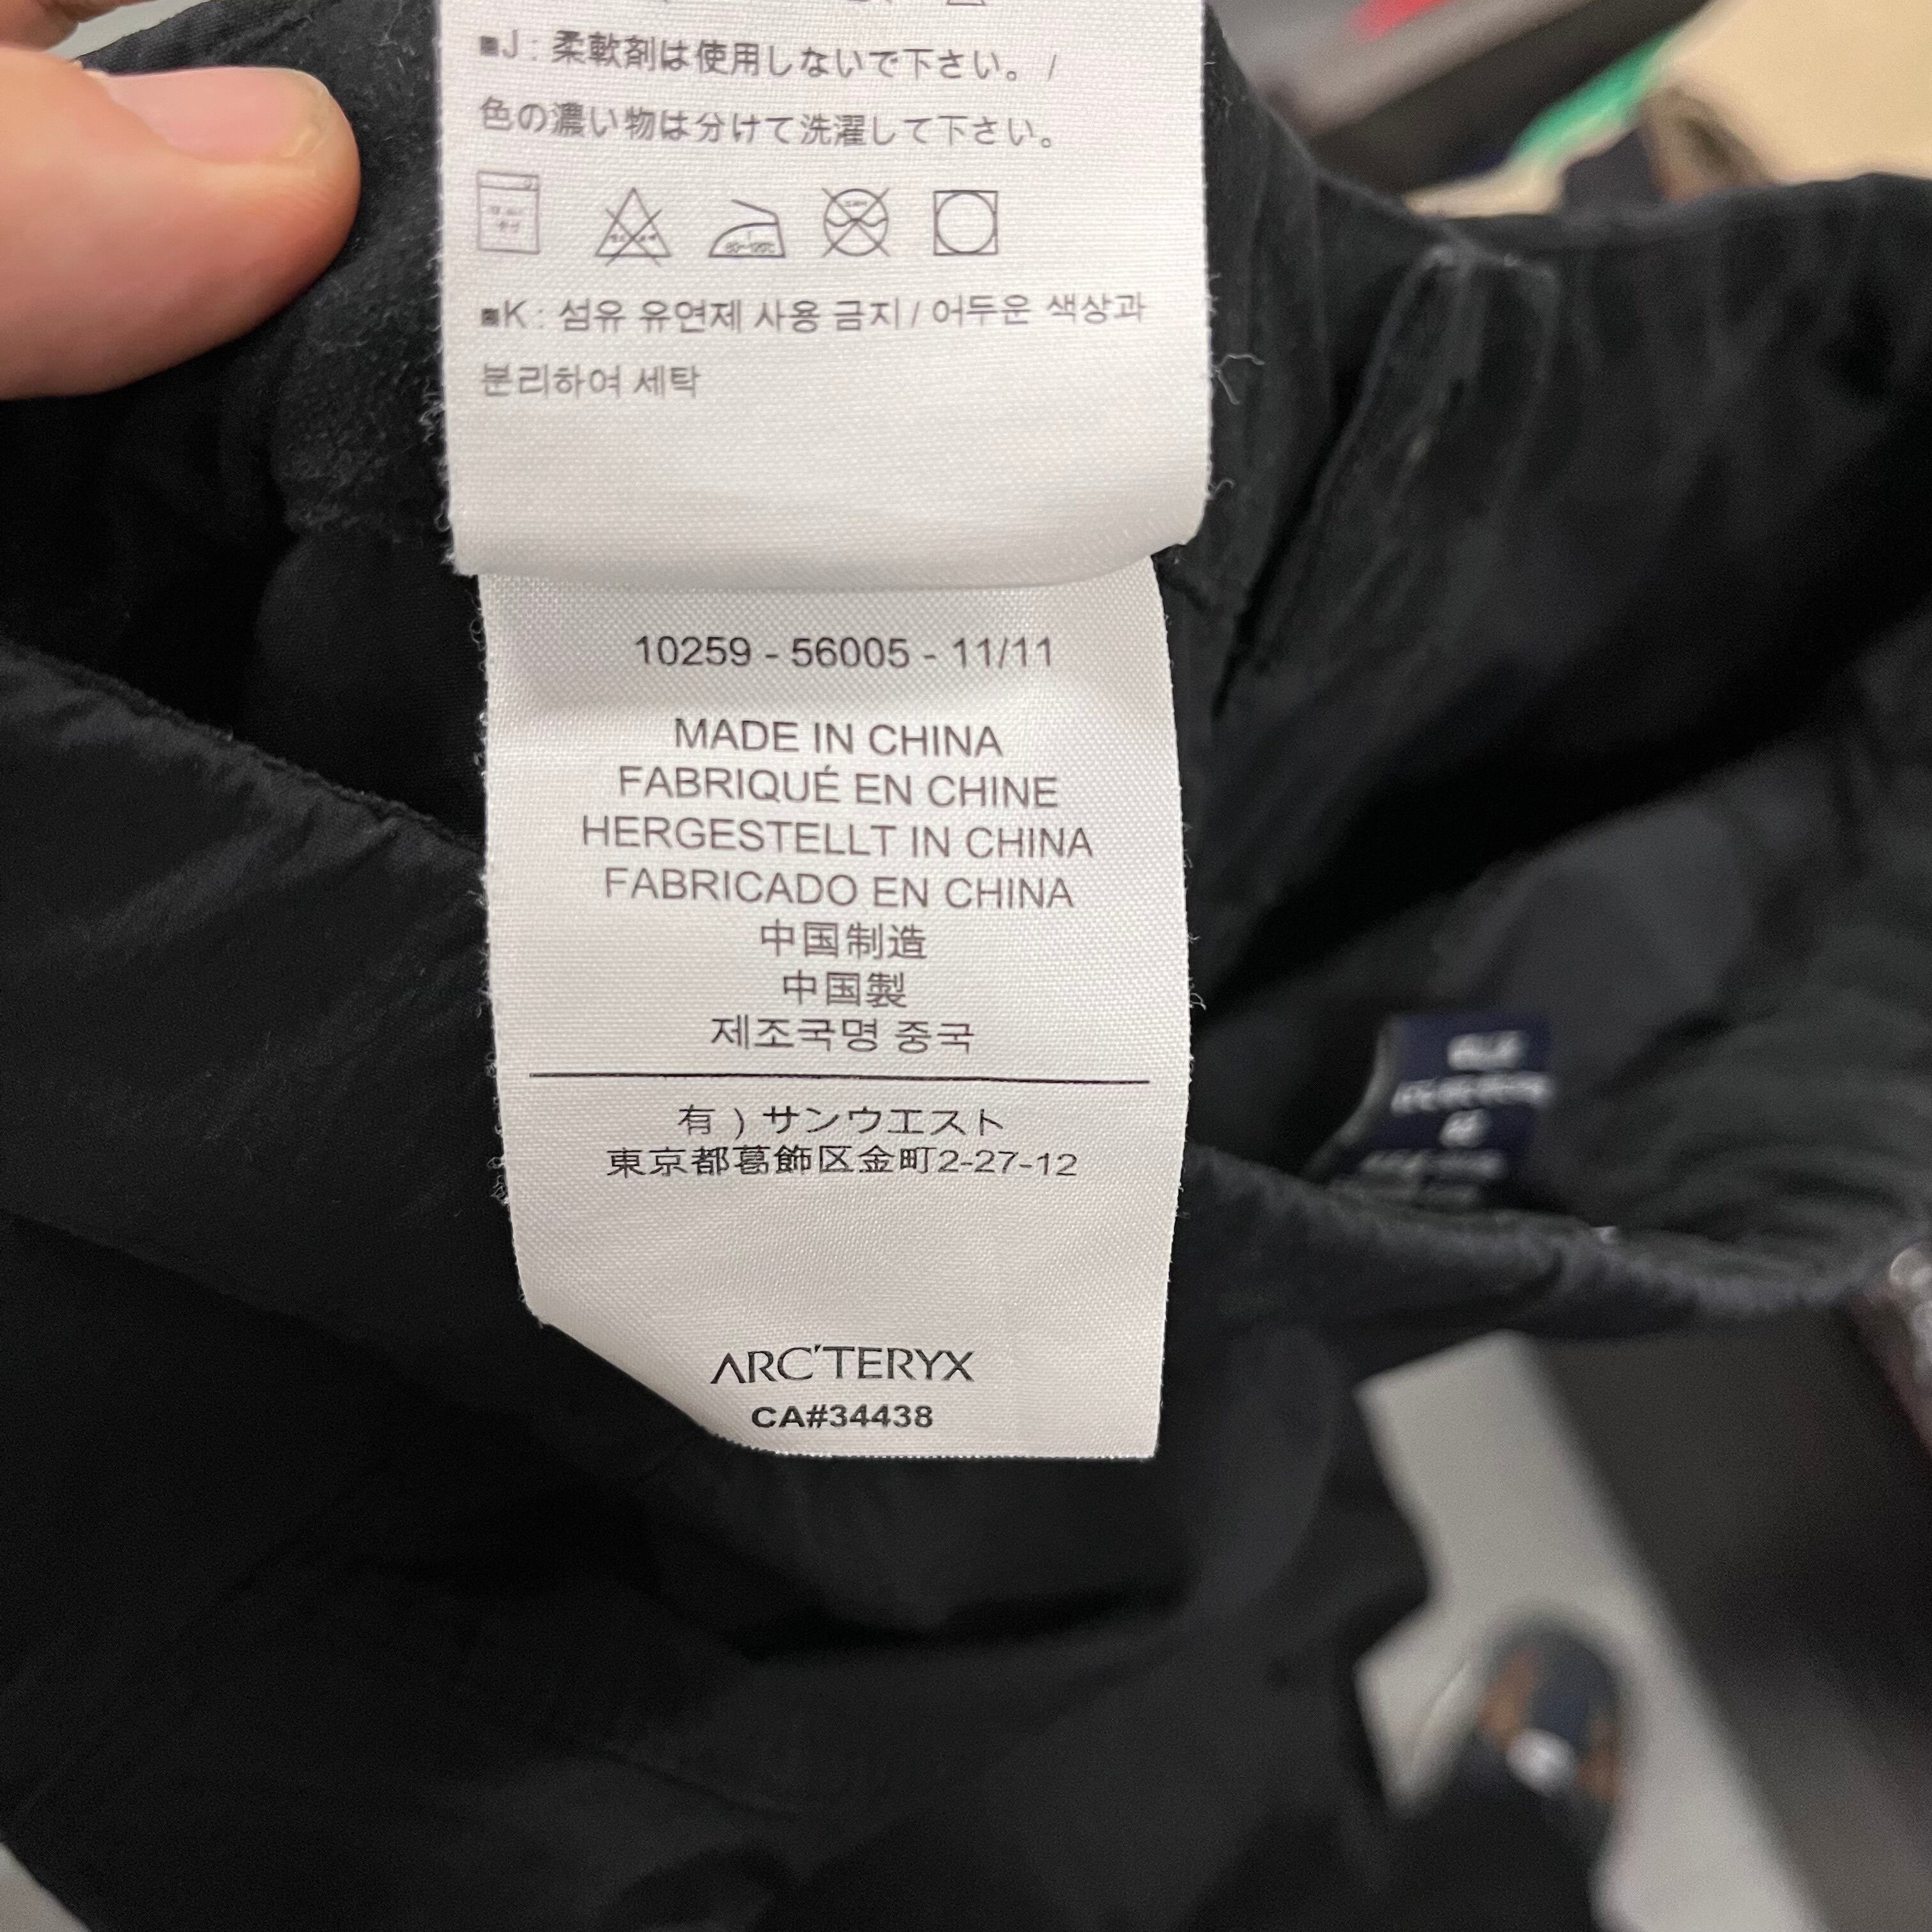 ■J : 柔軟剤は使用しないで下さい。 /
色の濃い物は分けて洗濯して下さい。
■K : 섬유 유연제 사용 금지 / 어두운 색상과
분리하여 세탁
10259 - 56005 - 11/11
MADE IN CHINA
FABRIQUÉ EN CHINE
HERGESTELLT IN CHINA
FABRICADO EN CHINA
中国制造
中国製
제조국명 중국
有 ) サンウエスト
東京都葛飾区金町2-27-12
ARC'TERYX
CA#34438